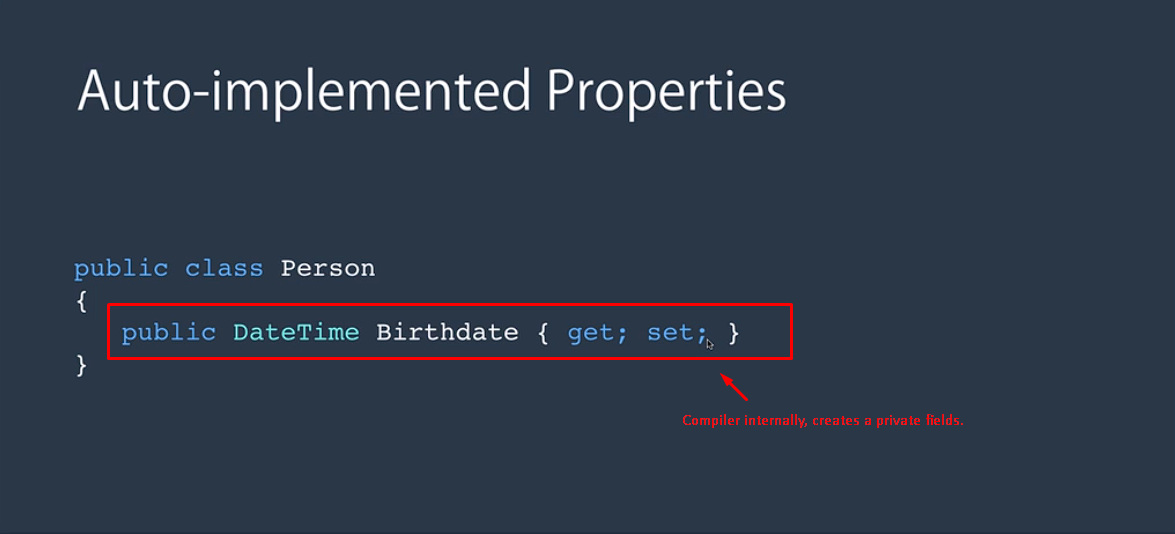 Auto-implemented Properties
public class Person
{
public DateTime Birthdate { get; set; }
}
Compiler internally, creates a private fields.